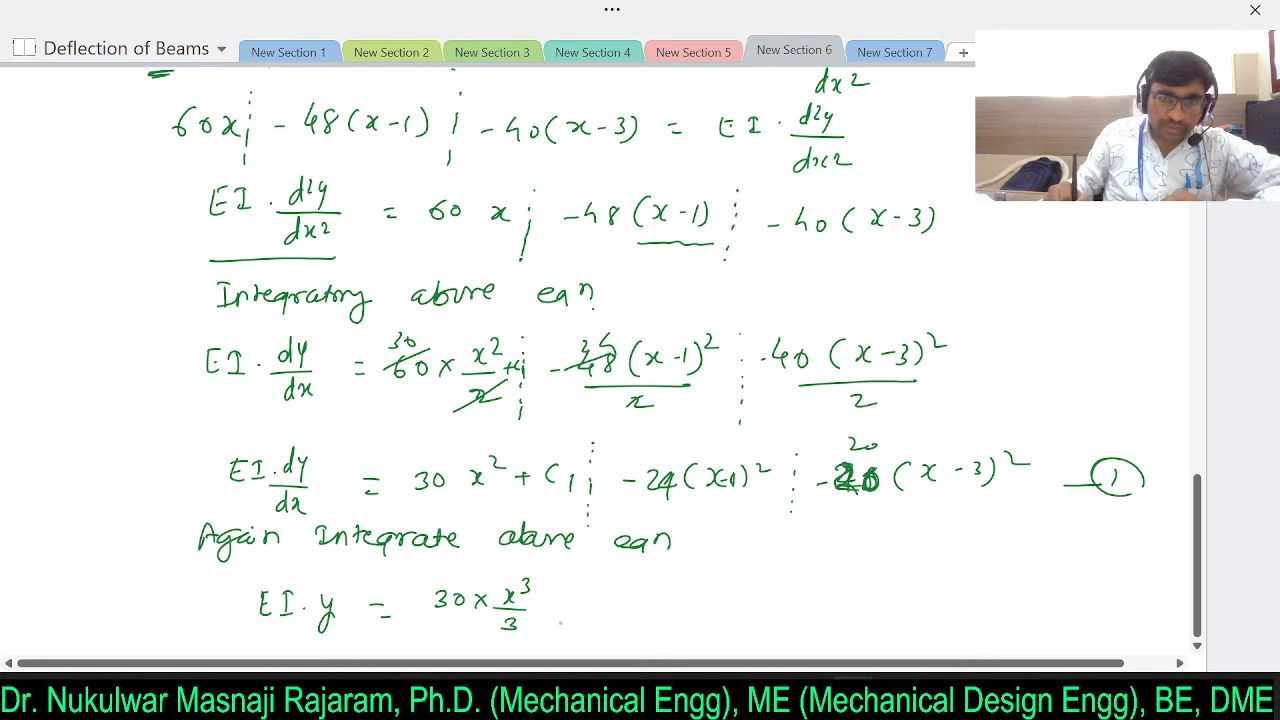 Deflection of Beams New Section 1 New Section 2 New Section 3 New Section 4 New Section 5 New Section 6 New Section 7 +
dx2
60x ¦ - 48(x-1) ¦ - 40(x-3) = EI · d2y/dx2
EI · d2y/dx2 = 60 x ¦ - 48 (x-1) ¦ - 40 (x-3)
above
EI · dy/dx = 30 60 × x²/2 + ¦ - 48 (x-1)²/2 ¦ - 40 (x-3)²/2
20
EI · dy/dx = 30 x² + C1 ¦ - 24(x-1)² ¦ - (x-3)² — 1
Again Integrate above eqn
EI · y = 30 × x³/3
Dr. Nukulwar Masnaji Rajaram, Ph.D. (Mechanical Engg), ME (Mechanical Design Engg), BE, DME